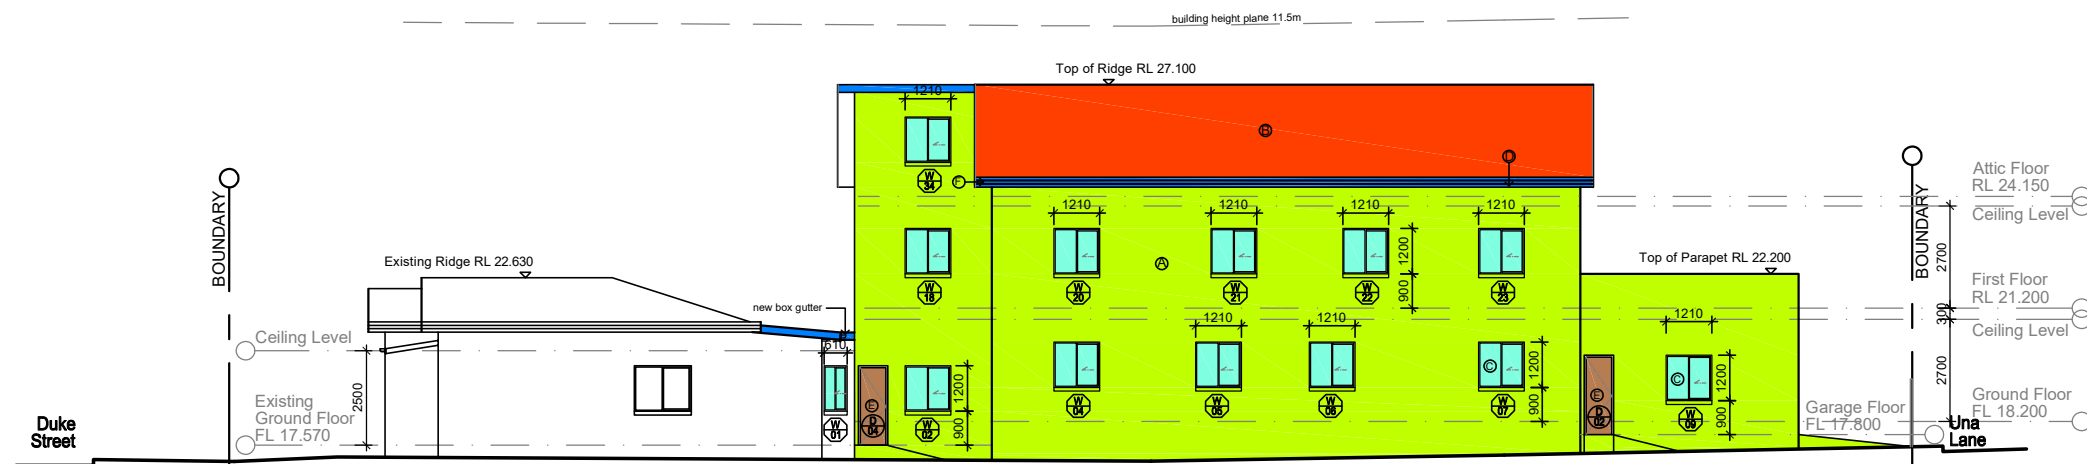 building height plane 11.5m
Top of Ridge RL 27.100
1210
B
D
W
34
F
Attic Floor
RL 24.150
Ceiling Level
BOUNDARY
BOUNDARY
1210
1210
1210
1210
1200
900
2700
W
18
W
20
W
21
W
22
W
23
A
Existing Ridge RL 22.630
Top of Parapet RL 22.200
First Floor
RL 21.200
300
Ceiling Level
new box gutter
Ceiling Level
610
1210
1210
1210
1200
900
1200
900
1200
900
2700
2500
C
C
E
E
W
01
D
04
W
02
W
04
W
05
W
06
W
07
D
02
W
09
Existing
Ground Floor
FL 17.570
Ground Floor
FL 18.200
Garage Floor
FL 17.800
Duke
Street
Una
Lane